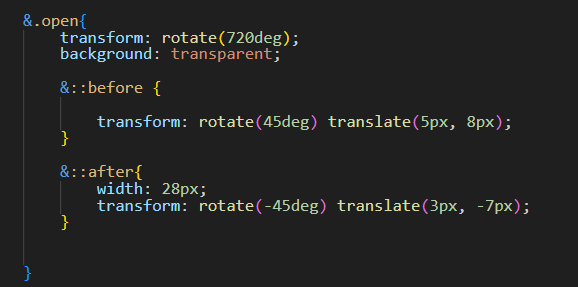 &.open{
transform: rotate(720deg);
background: transparent;
&::before {
transform: rotate(45deg) translate(5px, 8px);
}
&::after{
width: 28px;
transform: rotate(-45deg) translate(3px, -7px);
}
}